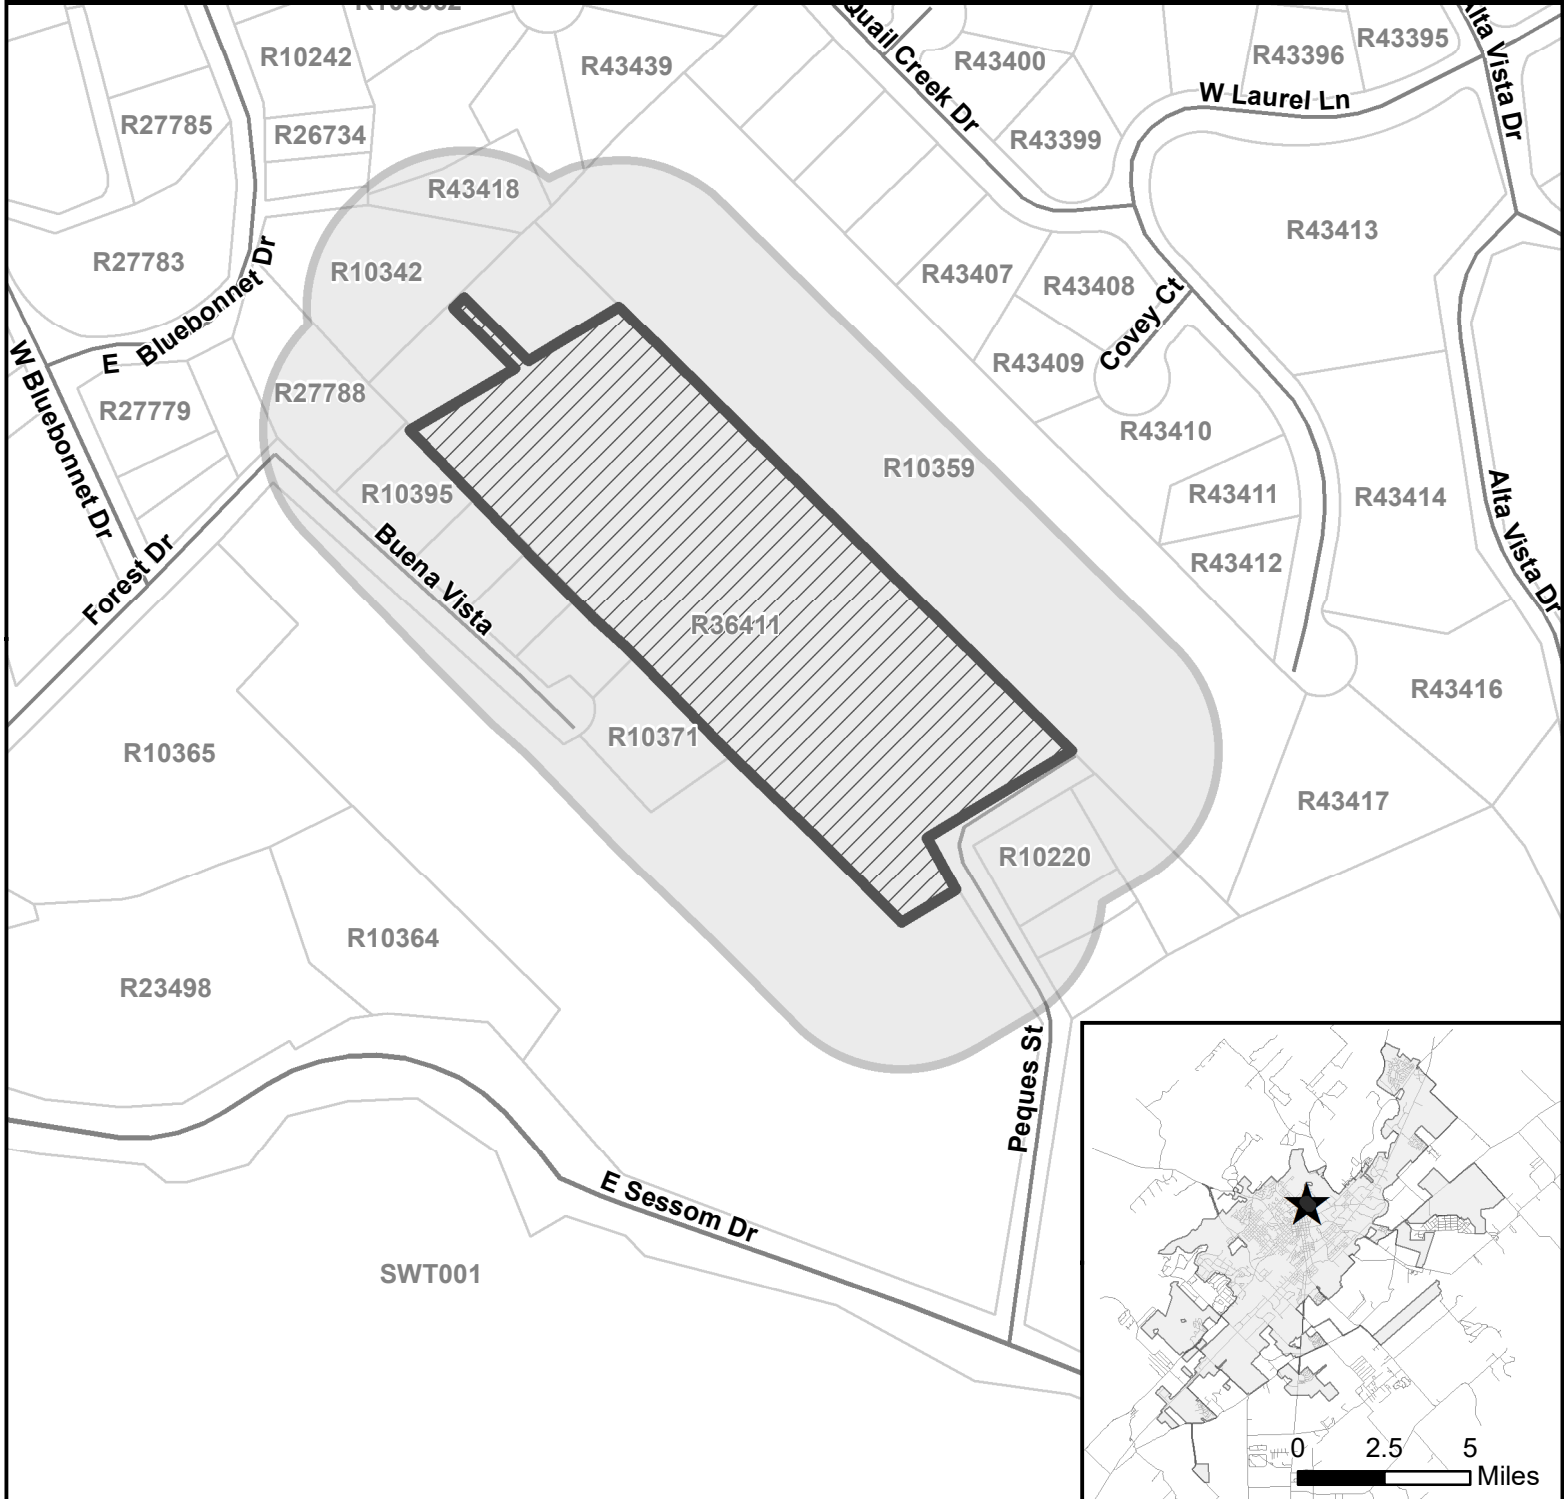 Quail Creek Dr
Alta Vista Dr
R43395
R43396
R10242
R43439
R43400
W Laurel Ln
R27785
R26734
R43399
R43418
R43413
R27783
R10342
R43407
R43408
E Bluebonnet Dr
Covey Ct
R43409
W Bluebonnet Dr
R27788
R27779
R43410
R10359
R10395
R43411
R43414
Alta Vista Dr
Buena Vista
R43412
Forest Dr
R36411
R43416
R10371
R10365
R43417
R10220
R10364
R23498
Peques St
E Sessom Dr
SWT001
0 2.5 5
Miles